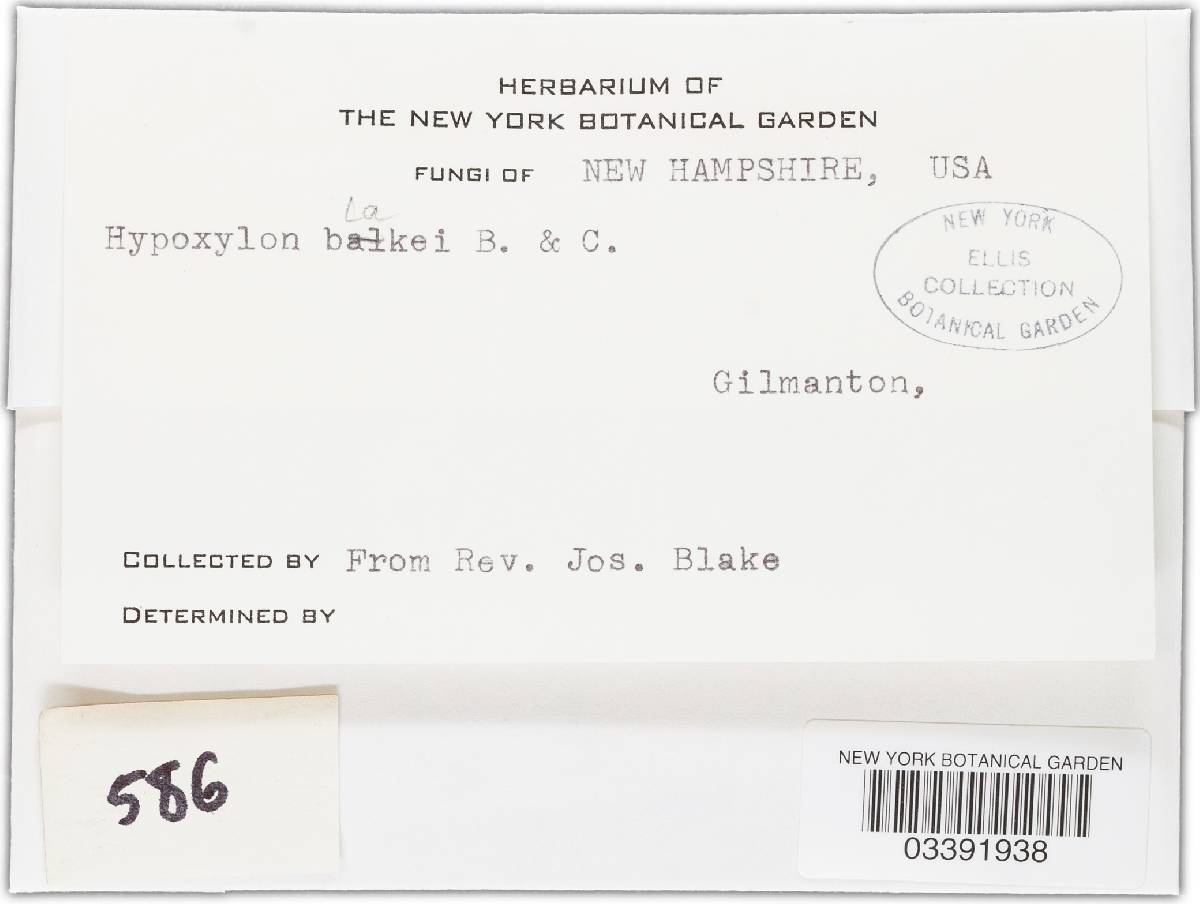 HERBARIUM OF
THE NEW YORK BOTANICAL GARDEN
FUNGI OF NEW HAMPSHIRE, USA
La
Hypoxylon balkei B. & C.
NEW YORK
ELLIS
COLLECTION
BOTANICAL GARDEN
Gilmanton,
COLLECTED BY From Rev. Jos. Blake
DETERMINED BY
586
NEW YORK BOTANICAL GARDEN
03391938